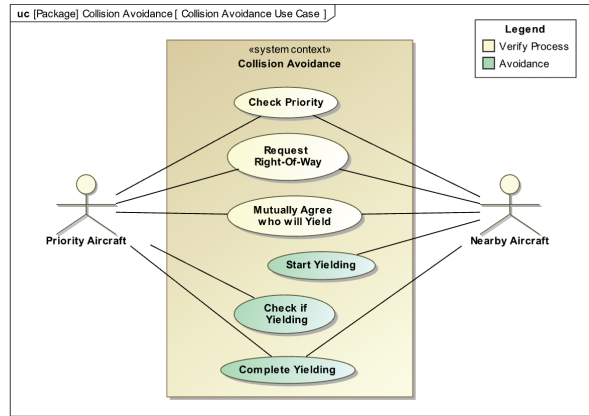 uc [Package] Collision Avoidance [ Collision Avoidance Use Case ]
Legend
Verify Process
Avoidance
«system context»
Collision Avoidance
Check Priority
Request
Right-Of-Way
Mutually Agree
who will Yield
Priority Aircraft
Nearby Aircraft
Start Yielding
Check if
Yielding
Complete Yielding